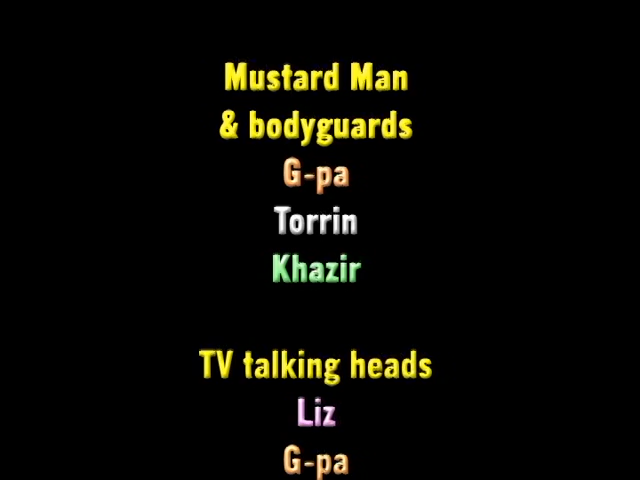 Mustard Man
& bodyguards
G-pa
Torrin
Khazir
TV talking heads
Liz
G-pa